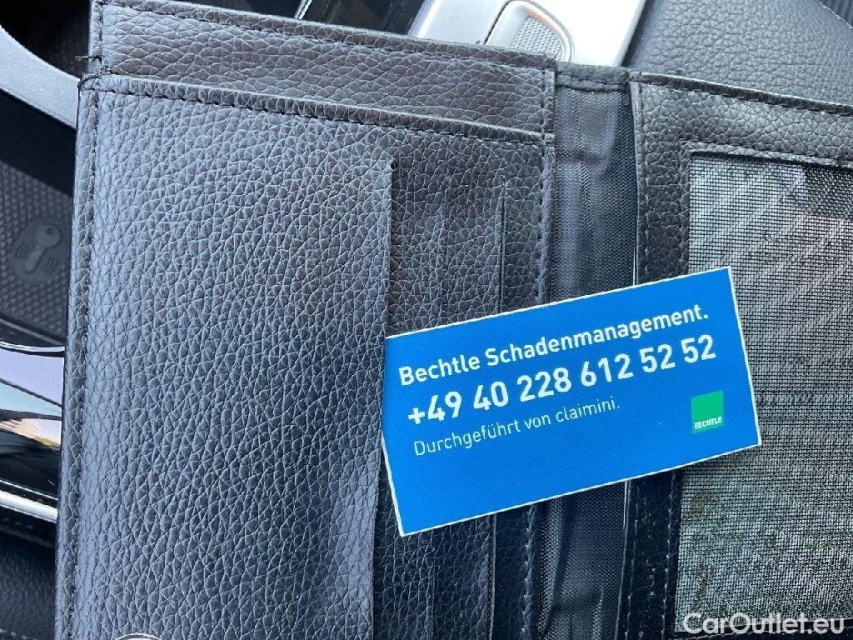 Bechtle Schadenmanagement.
+49 40 228 612 52 52
Durchgeführt von claimini.
BECHTLE
CarOutlet.eu